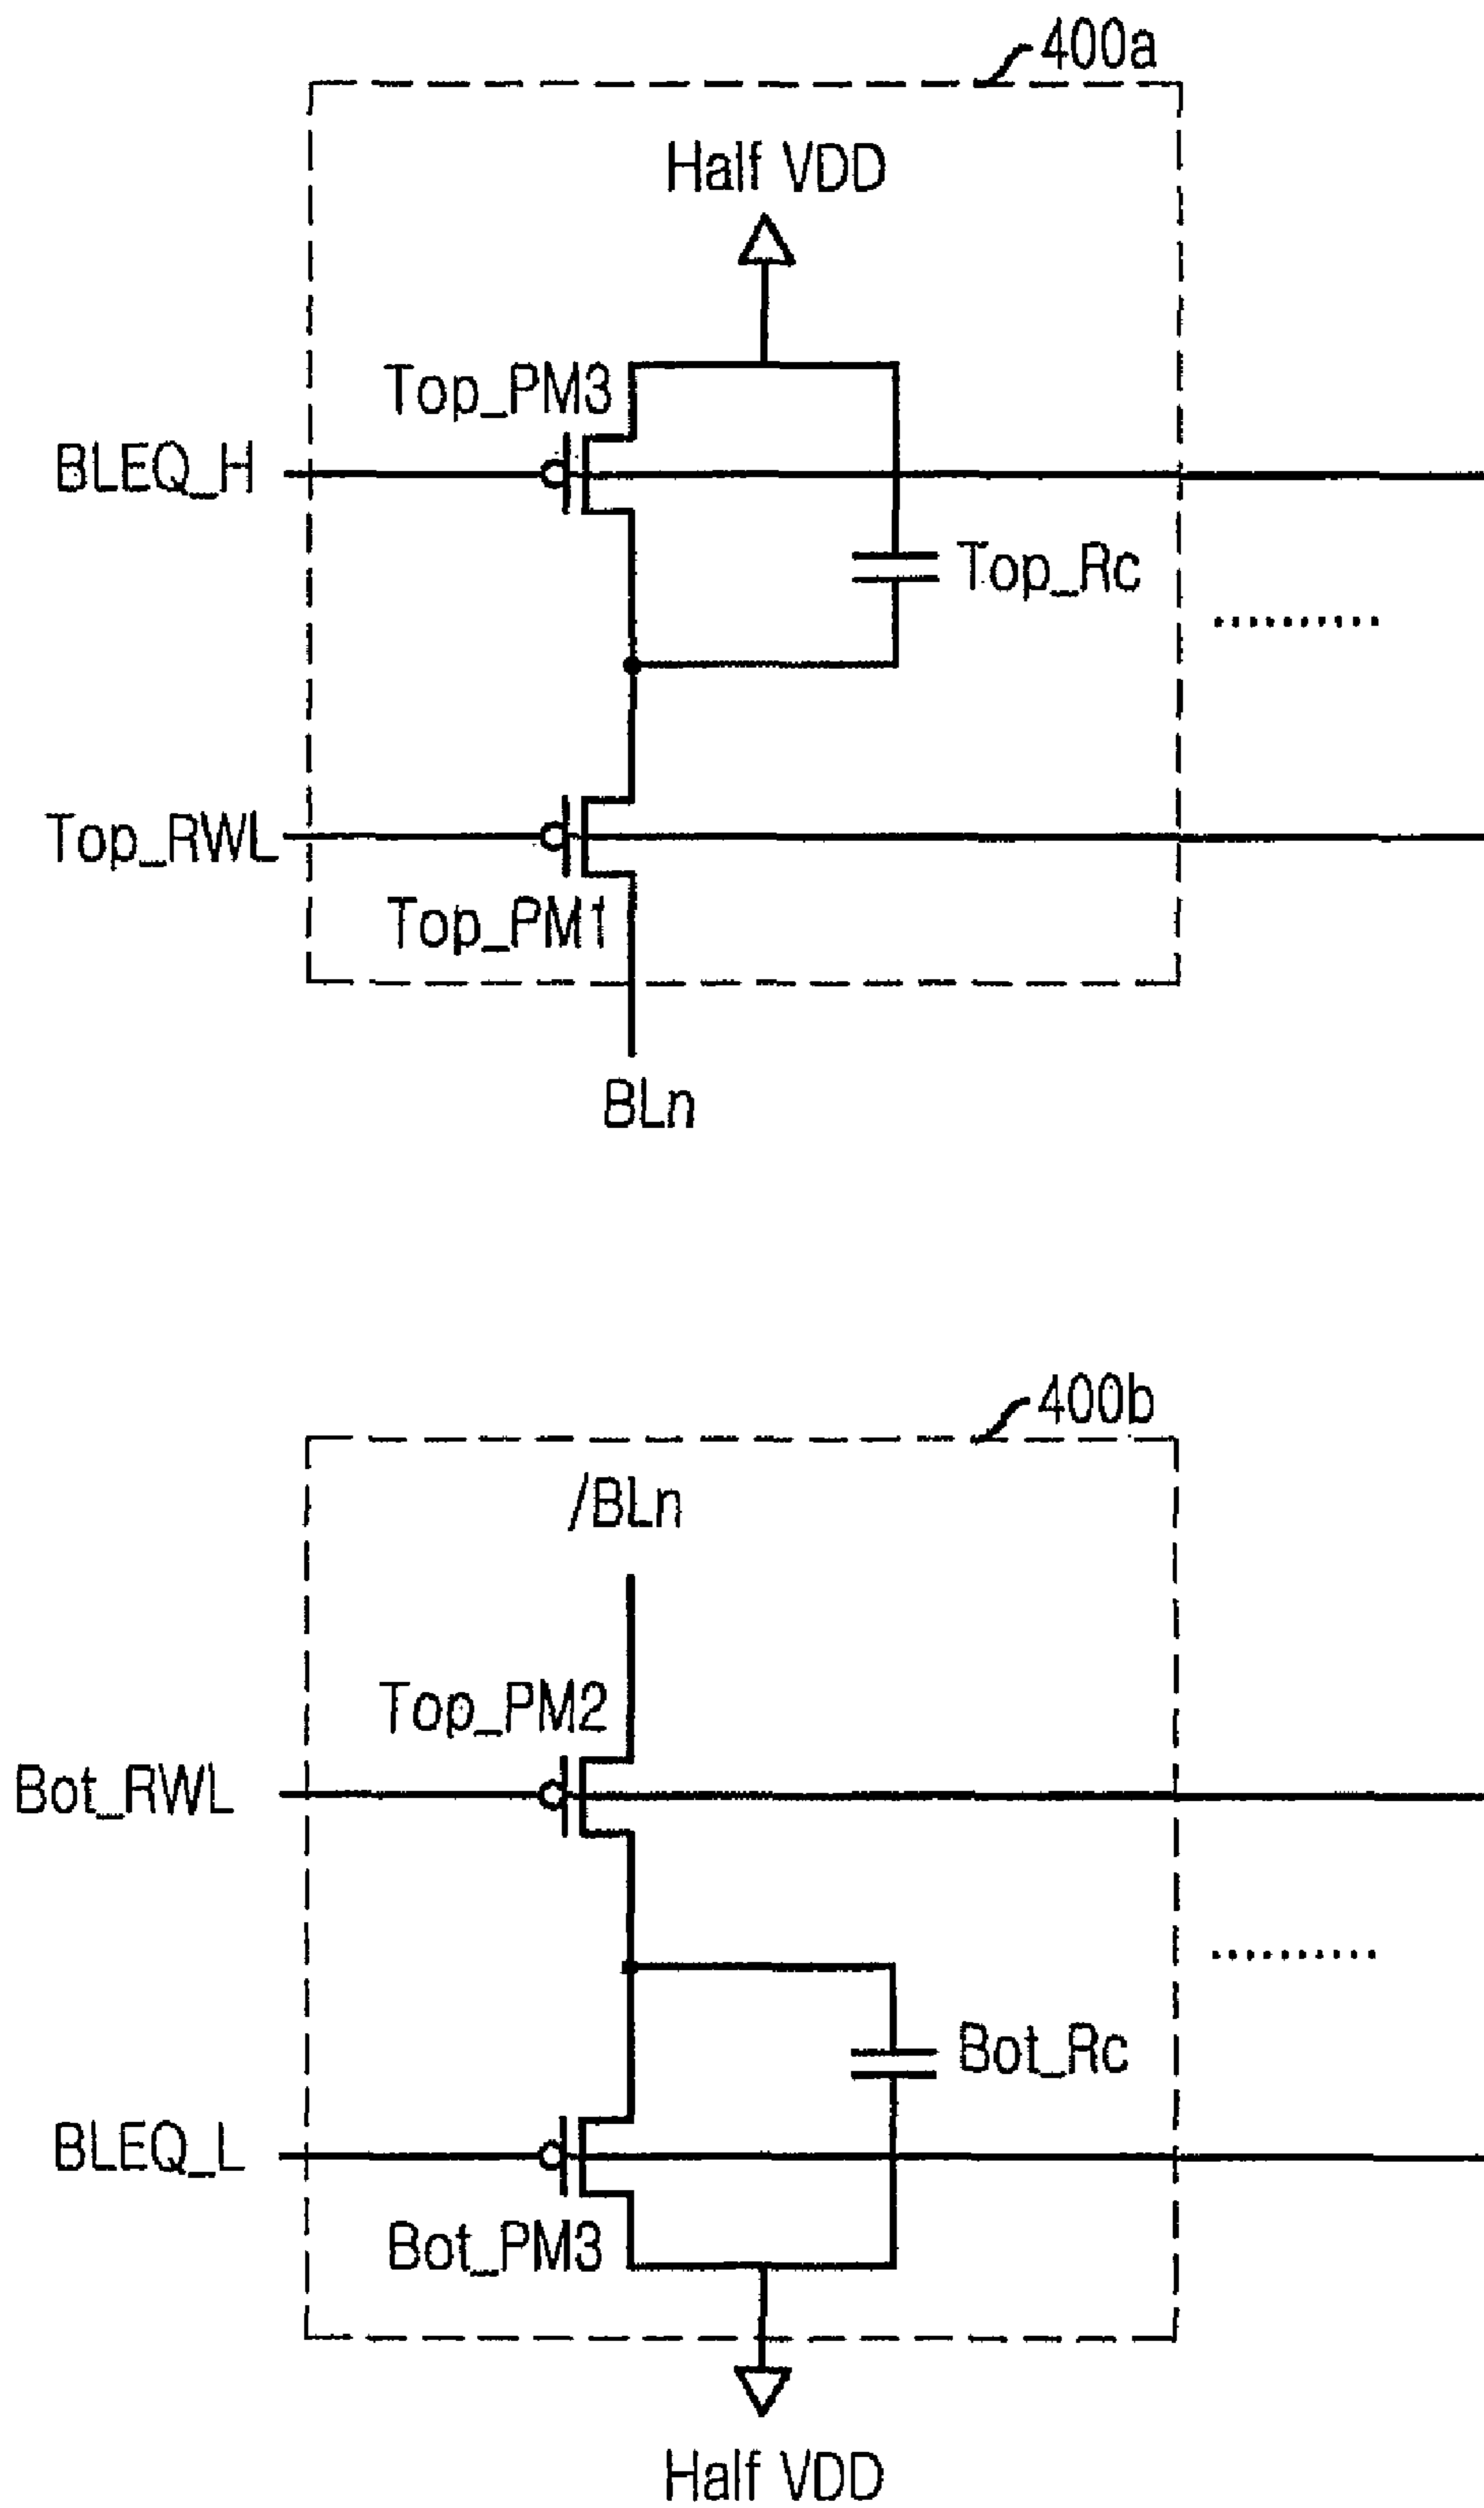 400a
Half VDD
Top_PM3
BLEQ_H
Top_Rc
Top_RWL
Top_PM1
BLn
400b
/BLn
Top_PM2
Bot_RWL
Bot_Rc
BLEQ_L
Bot_PM3
Half VDD